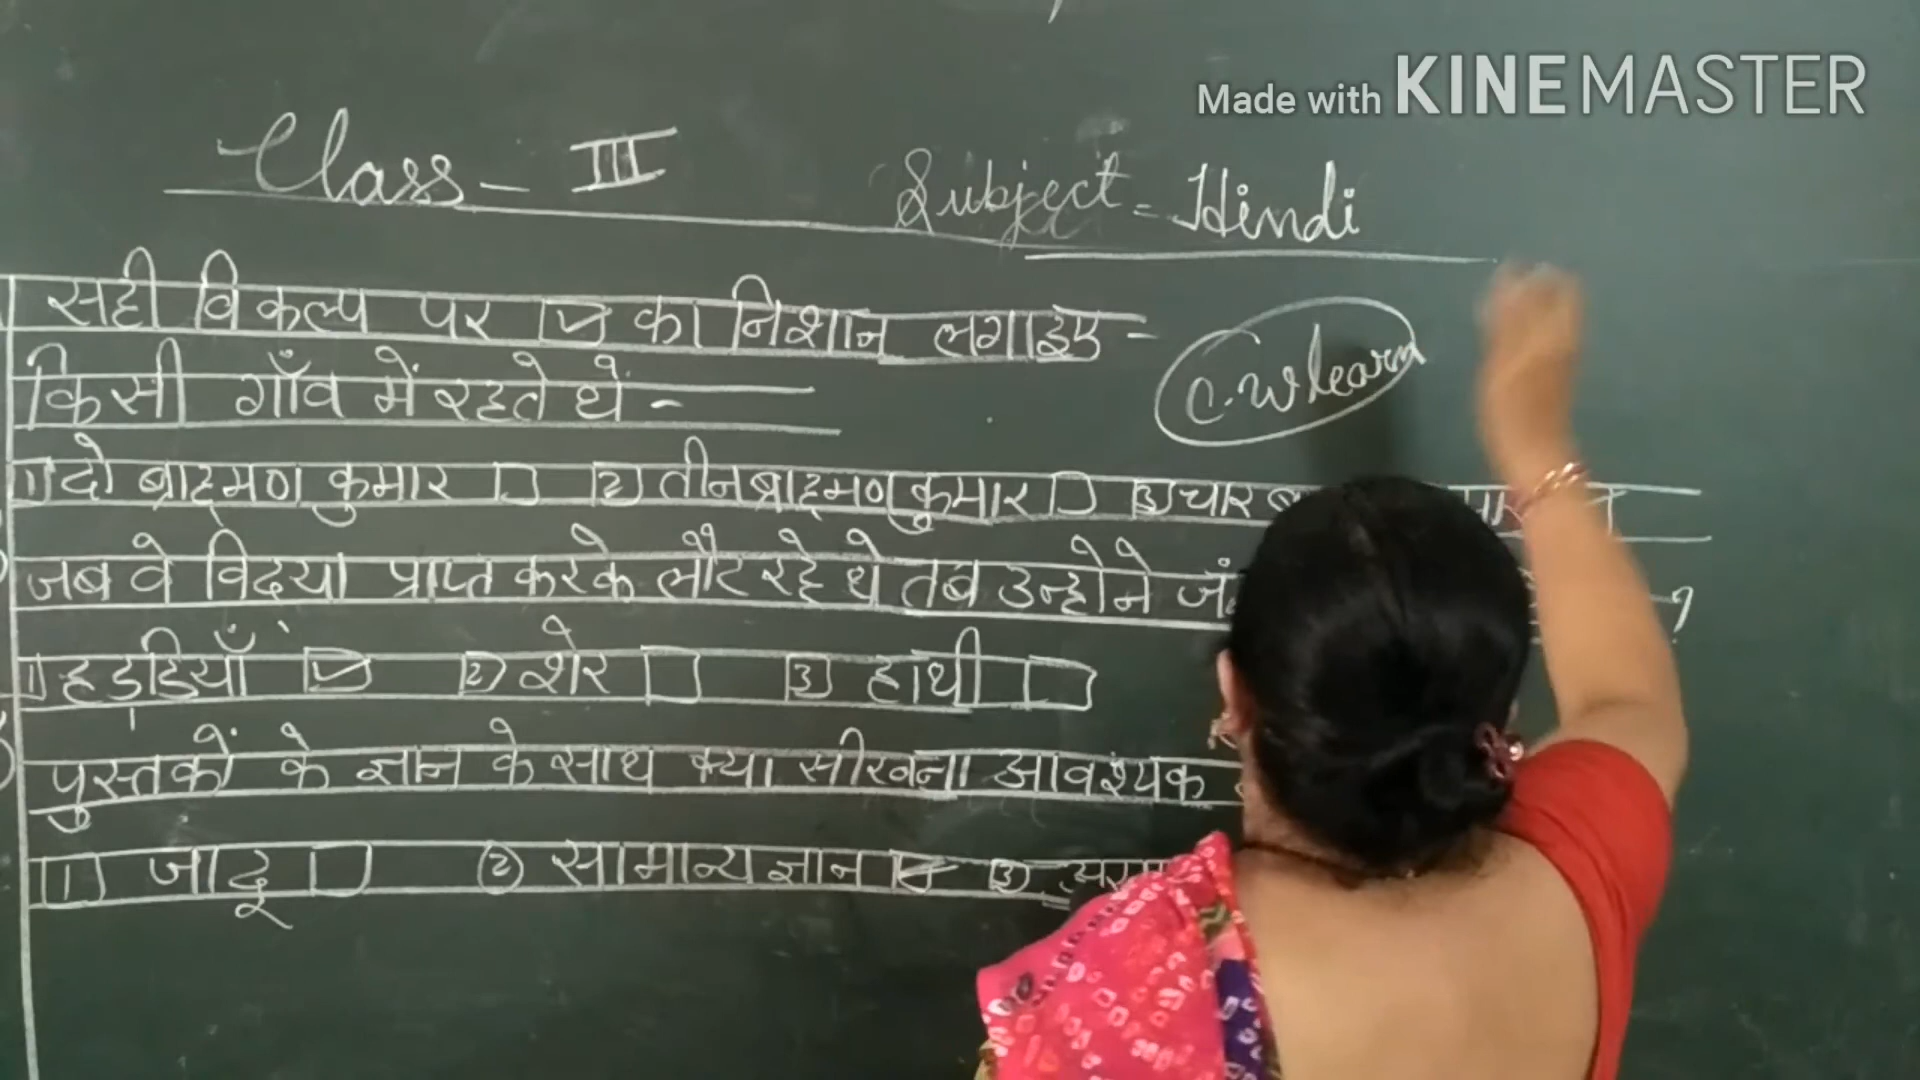 Made with KINEMASTER
Class - III Subject - Hindi
सही विकल्प पर ✓ का निशान लगाइए -
C.W learn
किसी गाँव में रहते थे -
1) दो ब्राह्मण कुमार 2) तीन ब्राह्मण कुमार 3) चार
जब वे विदया प्राप्त करके लौट रहे थे तब उन्होने ?
1) हड्डियाँ ✓ 2) शेर 3) हाथी
पुस्तकों के ज्ञान के साथ क्या सीखना आवश्यक
1) जादू 2) सामान्य ज्ञान ✓ 3)